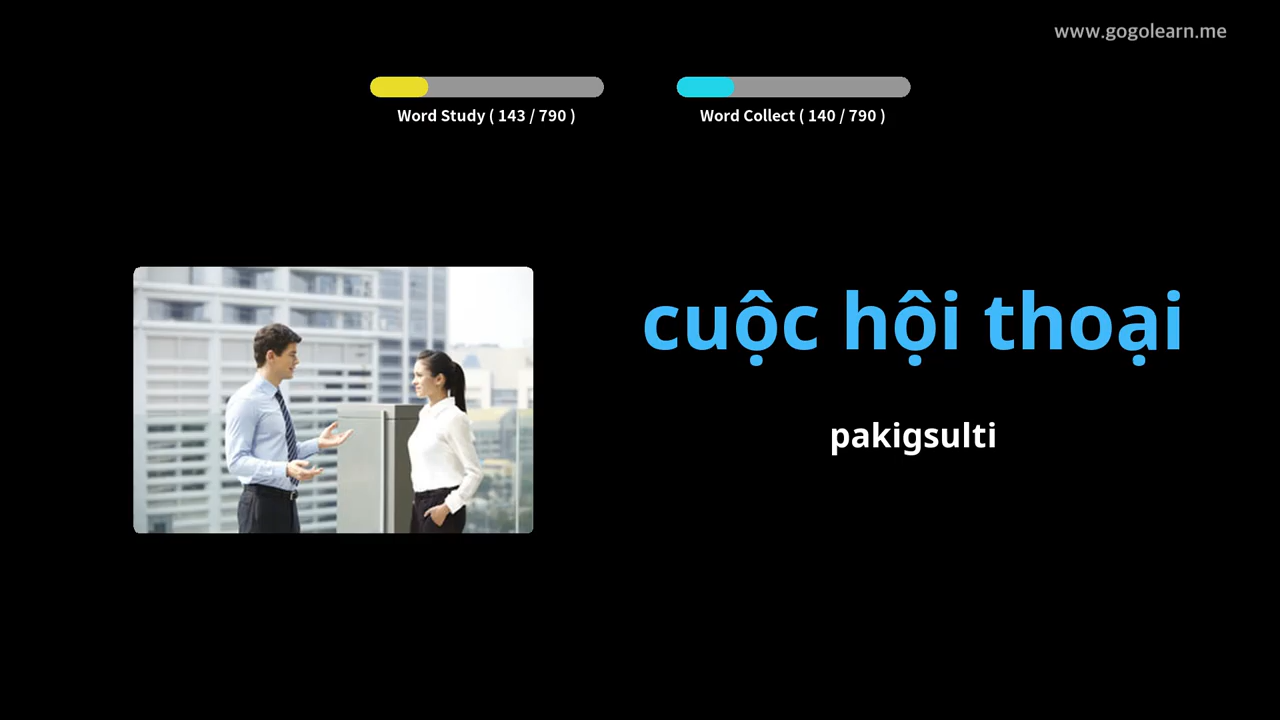 www.gogolearn.me
Word Study ( 143 / 790 )
Word Collect ( 140 / 790 )
cuộc hội thoại
pakigsulti